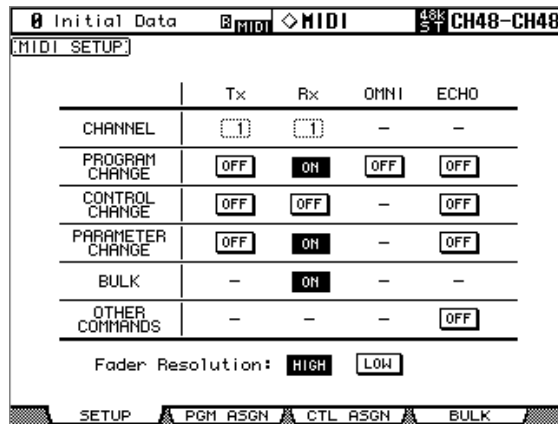 0 Initial Data B MIDI ◇MIDI 48K ST CH48-CH48
MIDI SETUP
Tx Rx OMNI ECHO
CHANNEL 1 1 – –
PROGRAM CHANGE OFF ON OFF OFF
CONTROL CHANGE OFF OFF – OFF
PARAMETER CHANGE OFF ON – OFF
BULK – ON – –
OTHER COMMANDS – – – OFF
Fader Resolution: HIGH LOW
SETUP PGM ASGN CTL ASGN BULK